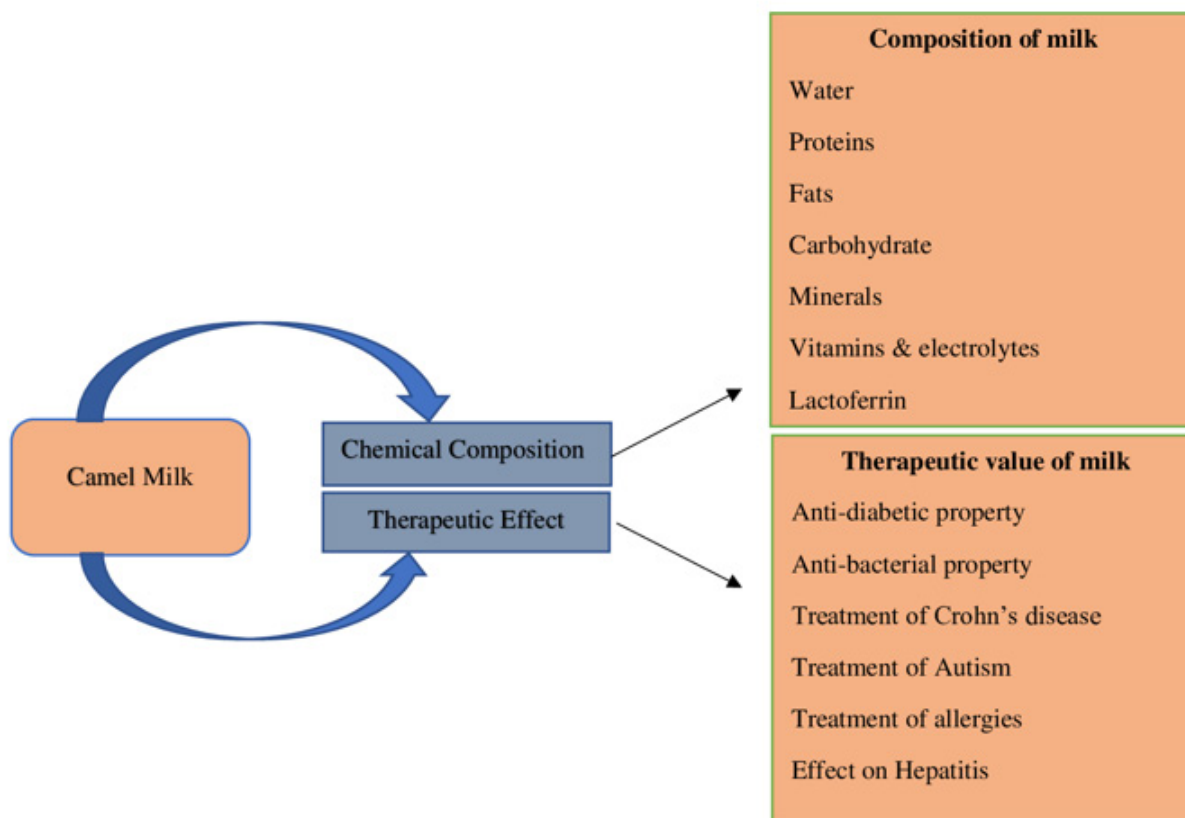 Camel Milk
Chemical Composition
Therapeutic Effect
Composition of milk
Water
Proteins
Fats
Carbohydrate
Minerals
Vitamins & electrolytes
Lactoferrin
Therapeutic value of milk
Anti-diabetic property
Anti-bacterial property
Treatment of Crohn’s disease
Treatment of Autism
Treatment of allergies
Effect on Hepatitis